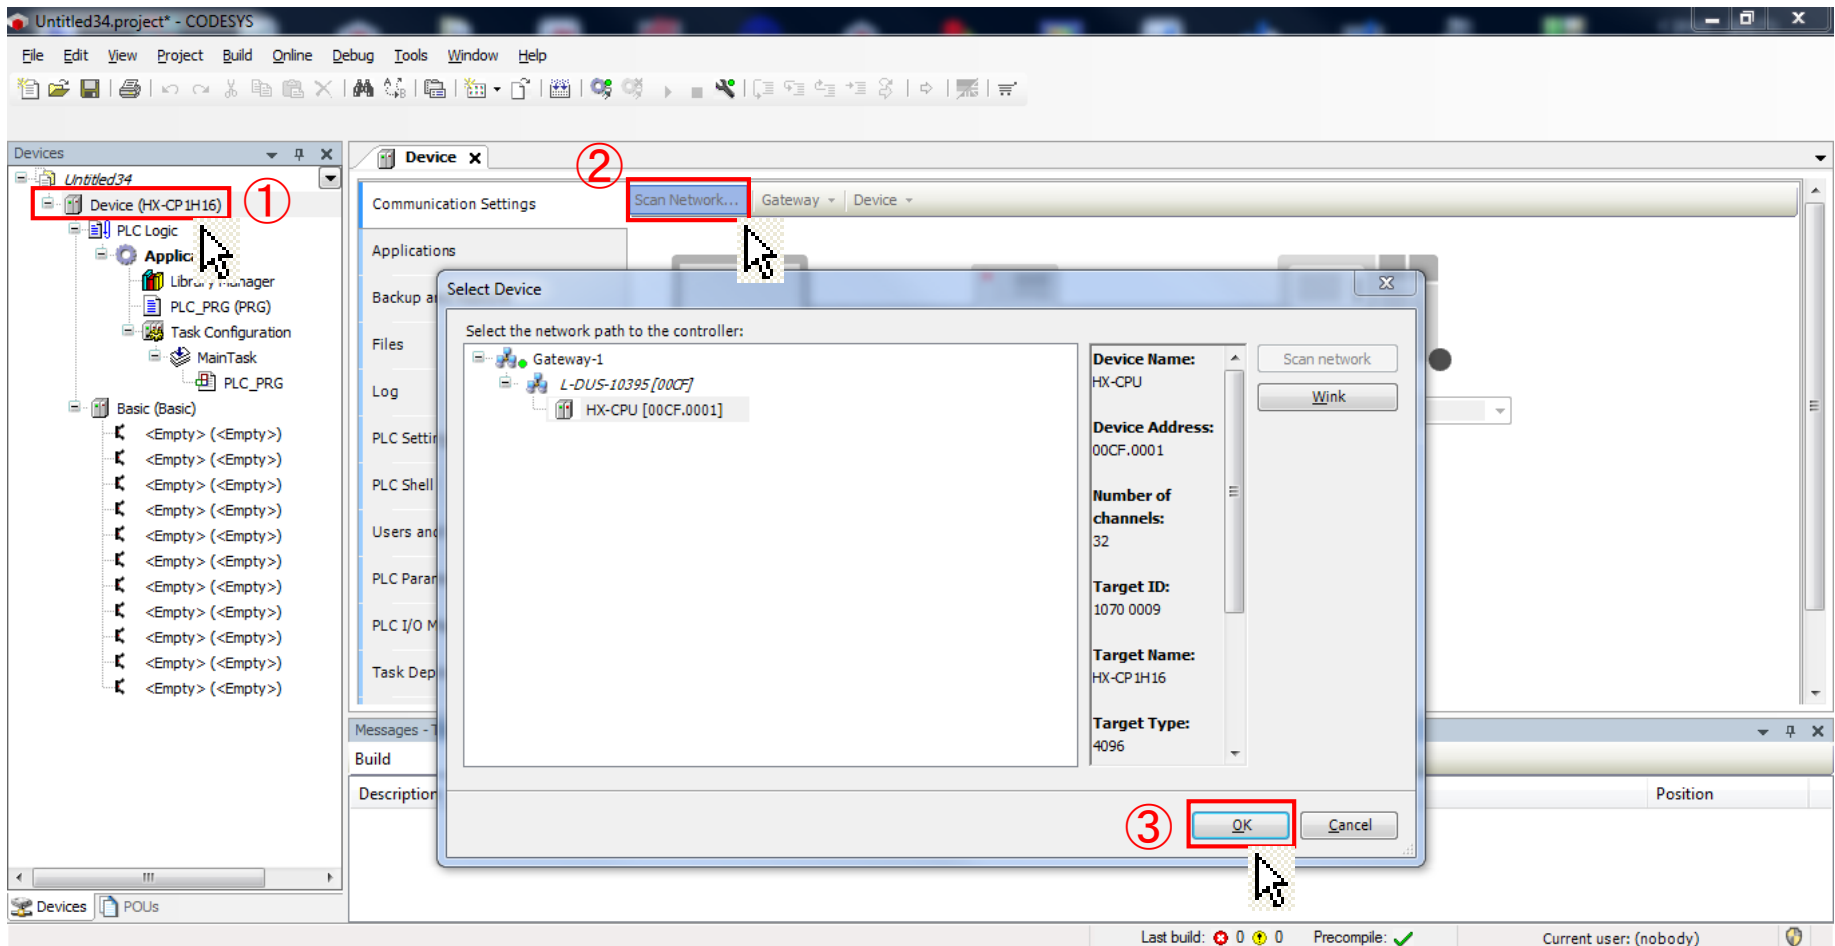 Untitled34.project* - CODESYS
File Edit View Project Build Online Debug Tools Window Help
Devices
Untitled34
Device (HX-CP1H16)
①
PLC Logic
Library Manager
PLC_PRG (PRG)
Task Configuration
MainTask
PLC_PRG
Basic (Basic)
<Empty> (<Empty>)
<Empty> (<Empty>)
<Empty> (<Empty>)
<Empty> (<Empty>)
<Empty> (<Empty>)
<Empty> (<Empty>)
<Empty> (<Empty>)
<Empty> (<Empty>)
<Empty> (<Empty>)
<Empty> (<Empty>)
<Empty> (<Empty>)
Devices POUs
Device
②
Communication Settings
Scan Network... Gateway Device
Applications
Backup
Files
Log
PLC
PLC Shell
Users
PLC
PLC I/O
Task
Select Device
Select the network path to the controller:
Gateway-1
L-DUS-10395 [00CF]
HX-CPU [00CF.0001]
Device Name:
HX-CPU
Device Address:
00CF.0001
Number of
channels:
32
Target ID:
1070 0009
Target Name:
HX-CP1H16
Target Type:
4096
Scan network
Wink
③
OK Cancel
Messages -
Build
Description Position
Last build: 0 0 Precompile: Current user: (nobody)